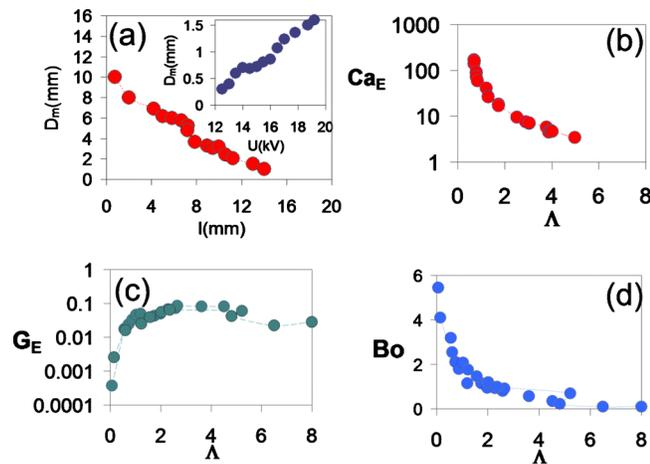 (a)
16
14
12
10
8
6
4
2
0
Dm(mm)
0 4 8 12 16 20
l(mm)
1.5
1
0.5
0
Dm(mm)
12 14 16 18 20
U(kV)
(b)
1000
100
10
1
CaE
0 2 4 6 8
Λ
(c)
1
0.1
0.01
0.001
0.0001
GE
0 2 4 6 8
Λ
(d)
6
4
2
0
Bo
0 2 4 6 8
Λ